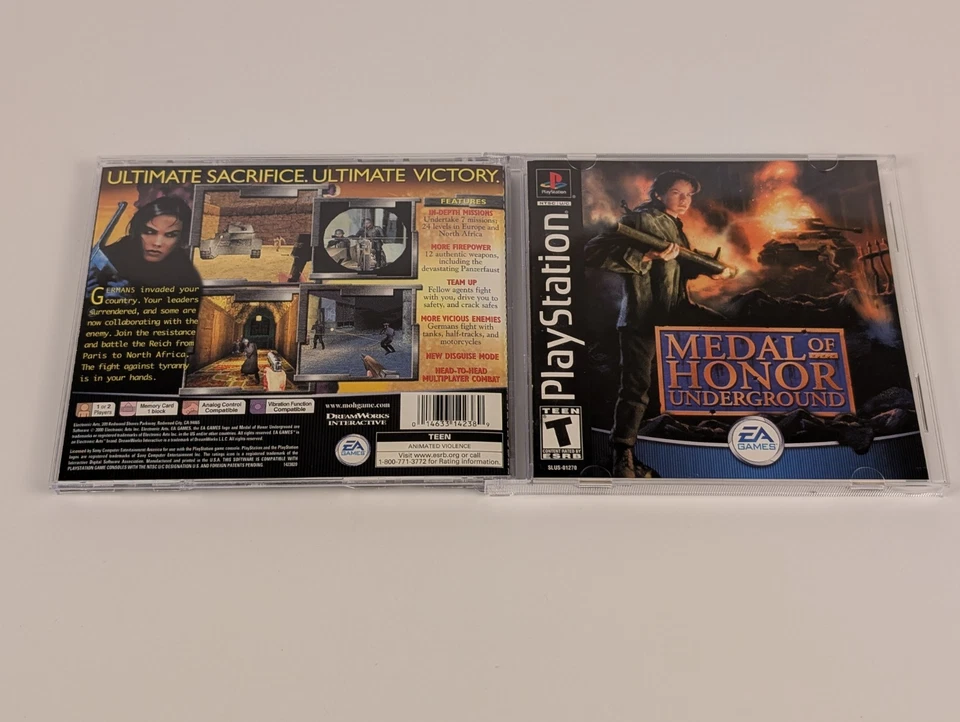 ULTIMATE SACRIFICE. ULTIMATE VICTORY.
GERMANS invaded your
country. Your leaders
surrendered, and some are
now collaborating with the
enemy. Join the resistance
and battle the Reich from
Paris to North Africa.
The fight against tyranny
is in your hands.
FEATURES
IN-DEPTH MISSIONS
Undertake 7 missions;
24 levels in Europe and
North Africa
MORE FIREPOWER
12 authentic weapons,
including the
devastating Panzerfaust
TEAM UP
Fellow agents fight
with you, drive you to
safety, and crack safes
MORE VICIOUS ENEMIES
Germans fight with
tanks, half-tracks, and
motorcycles
NEW DISGUISE MODE
HEAD-TO-HEAD
MULTIPLAYER COMBAT
1 or 2
Players
Memory Card
1 block
Analog Control
Compatible
Vibration Function
Compatible
www.mohgame.com
DREAMWORKS
INTERACTIVE
0 14633 14238 9
EA
GAMES
TEEN
ANIMATED VIOLENCE
Visit www.esrb.org or call
1-800-771-3772 for Rating information.
PlayStation
NTSC U/C
PlayStation
MEDAL OF
HONOR
UNDERGROUND
TEEN
T
CONTENT RATED BY
ESRB
SLUS-01270
EA
GAMES